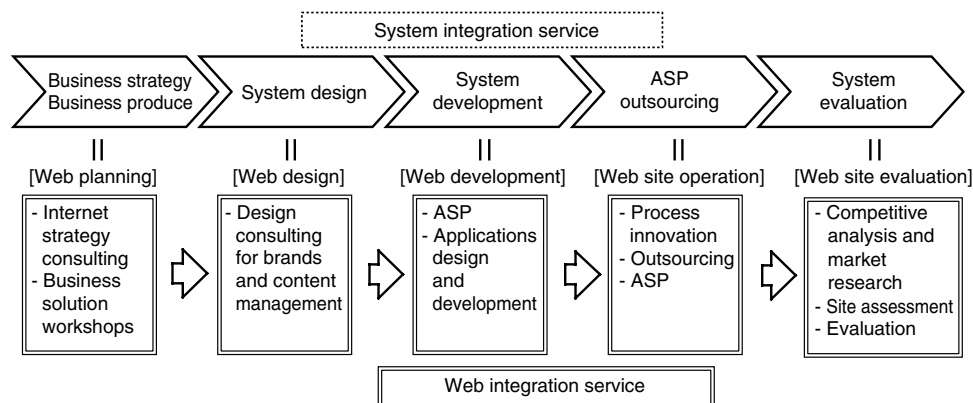 System integration service
Business strategy
Business produce
System design
System
development
ASP
outsourcing
System
evaluation
[Web planning]
[Web design]
[Web development]
[Web site operation]
[Web site evaluation]
- Internet
strategy
consulting
- Business
solution
workshops
- Design
consulting
for brands
and content
management
- ASP
- Applications
design
and
development
- Process
innovation
- Outsourcing
- ASP
- Competitive
analysis and
market
research
- Site assessment
- Evaluation
Web integration service